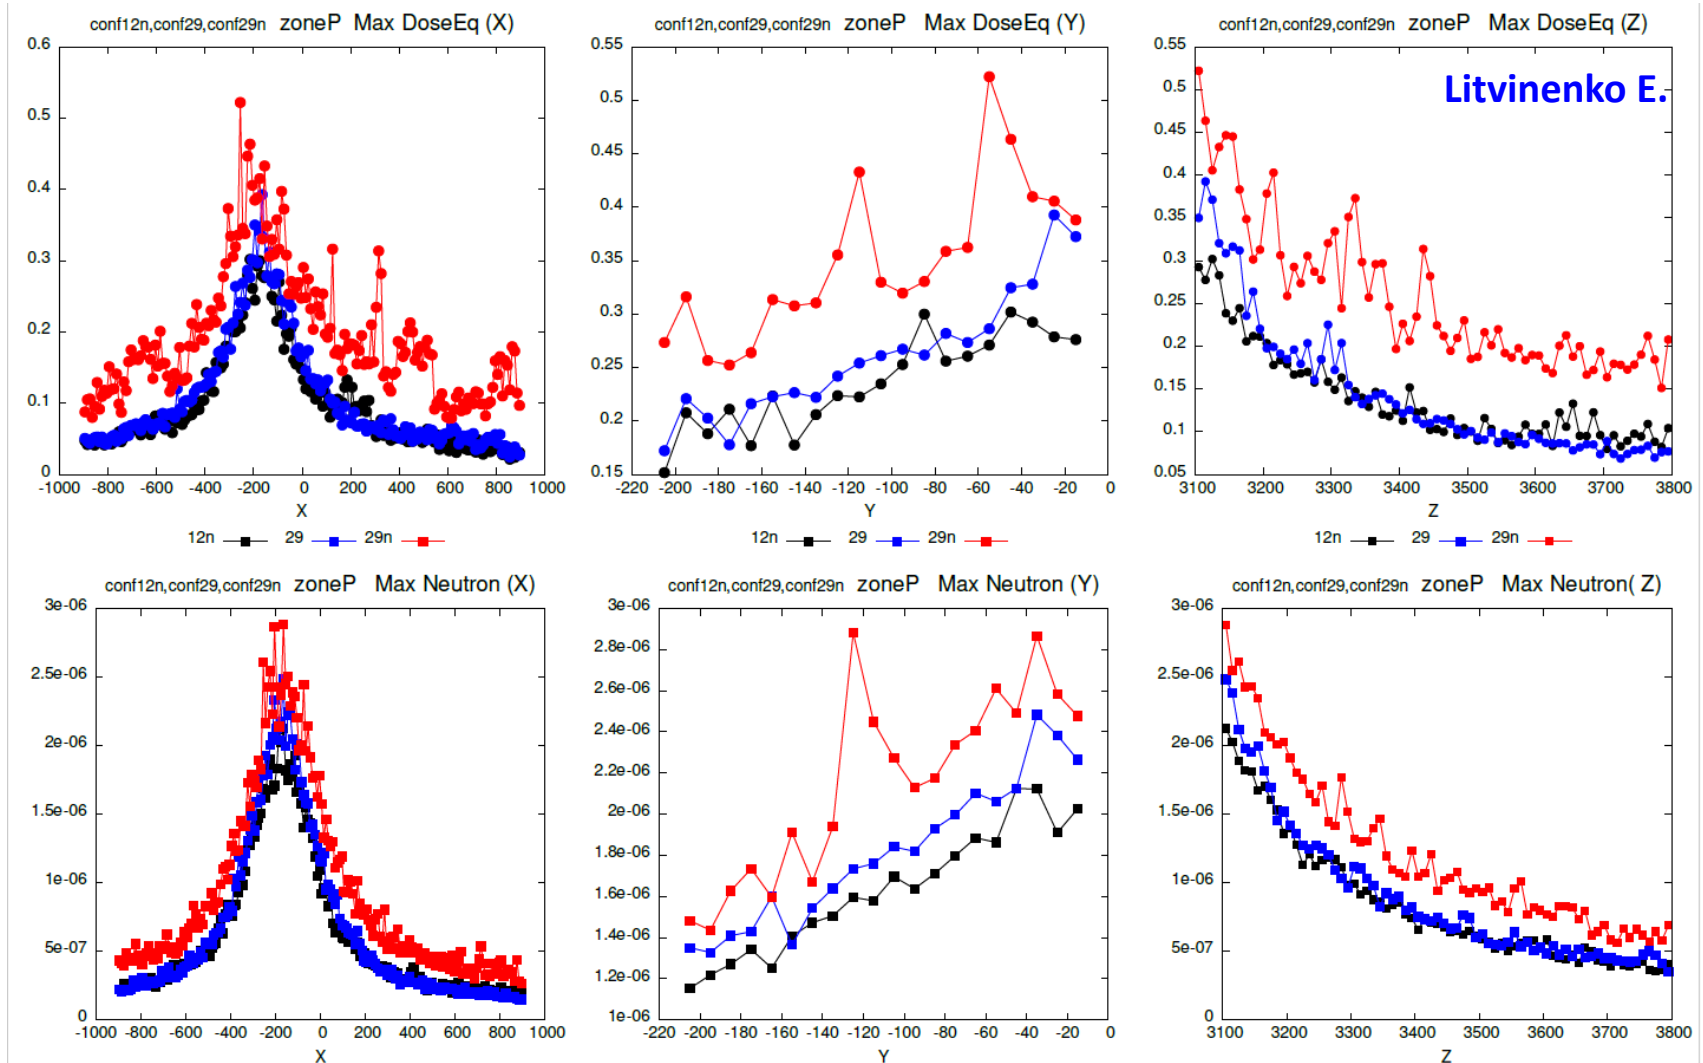 conf12n,conf29,conf29n zoneP Max DoseEq (X)
0.6
0.5
0.4
0.3
0.2
0.1
0
-1000 -800 -600 -400 -200 0 200 400 600 800 1000
X
12n 29 29n
conf12n,conf29,conf29n zoneP Max DoseEq (Y)
0.55
0.5
0.45
0.4
0.35
0.3
0.25
0.2
0.15
-220 -200 -180 -160 -140 -120 -100 -80 -60 -40 -20 0
Y
12n 29 29n
conf12n,conf29,conf29n zoneP Max DoseEq (Z)
Litvinenko E.
0.55
0.5
0.45
0.4
0.35
0.3
0.25
0.2
0.15
0.1
0.05
3100 3200 3300 3400 3500 3600 3700 3800
Z
12n 29 29n
conf12n,conf29,conf29n zoneP Max Neutron (X)
3e-06
2.5e-06
2e-06
1.5e-06
1e-06
5e-07
0
-1000 -800 -600 -400 -200 0 200 400 600 800 1000
X
conf12n,conf29,conf29n zoneP Max Neutron (Y)
3e-06
2.8e-06
2.6e-06
2.4e-06
2.2e-06
2e-06
1.8e-06
1.6e-06
1.4e-06
1.2e-06
1e-06
-220 -200 -180 -160 -140 -120 -100 -80 -60 -40 -20 0
Y
conf12n,conf29,conf29n zoneP Max Neutron( Z)
3e-06
2.5e-06
2e-06
1.5e-06
1e-06
5e-07
0
3100 3200 3300 3400 3500 3600 3700 3800
Z